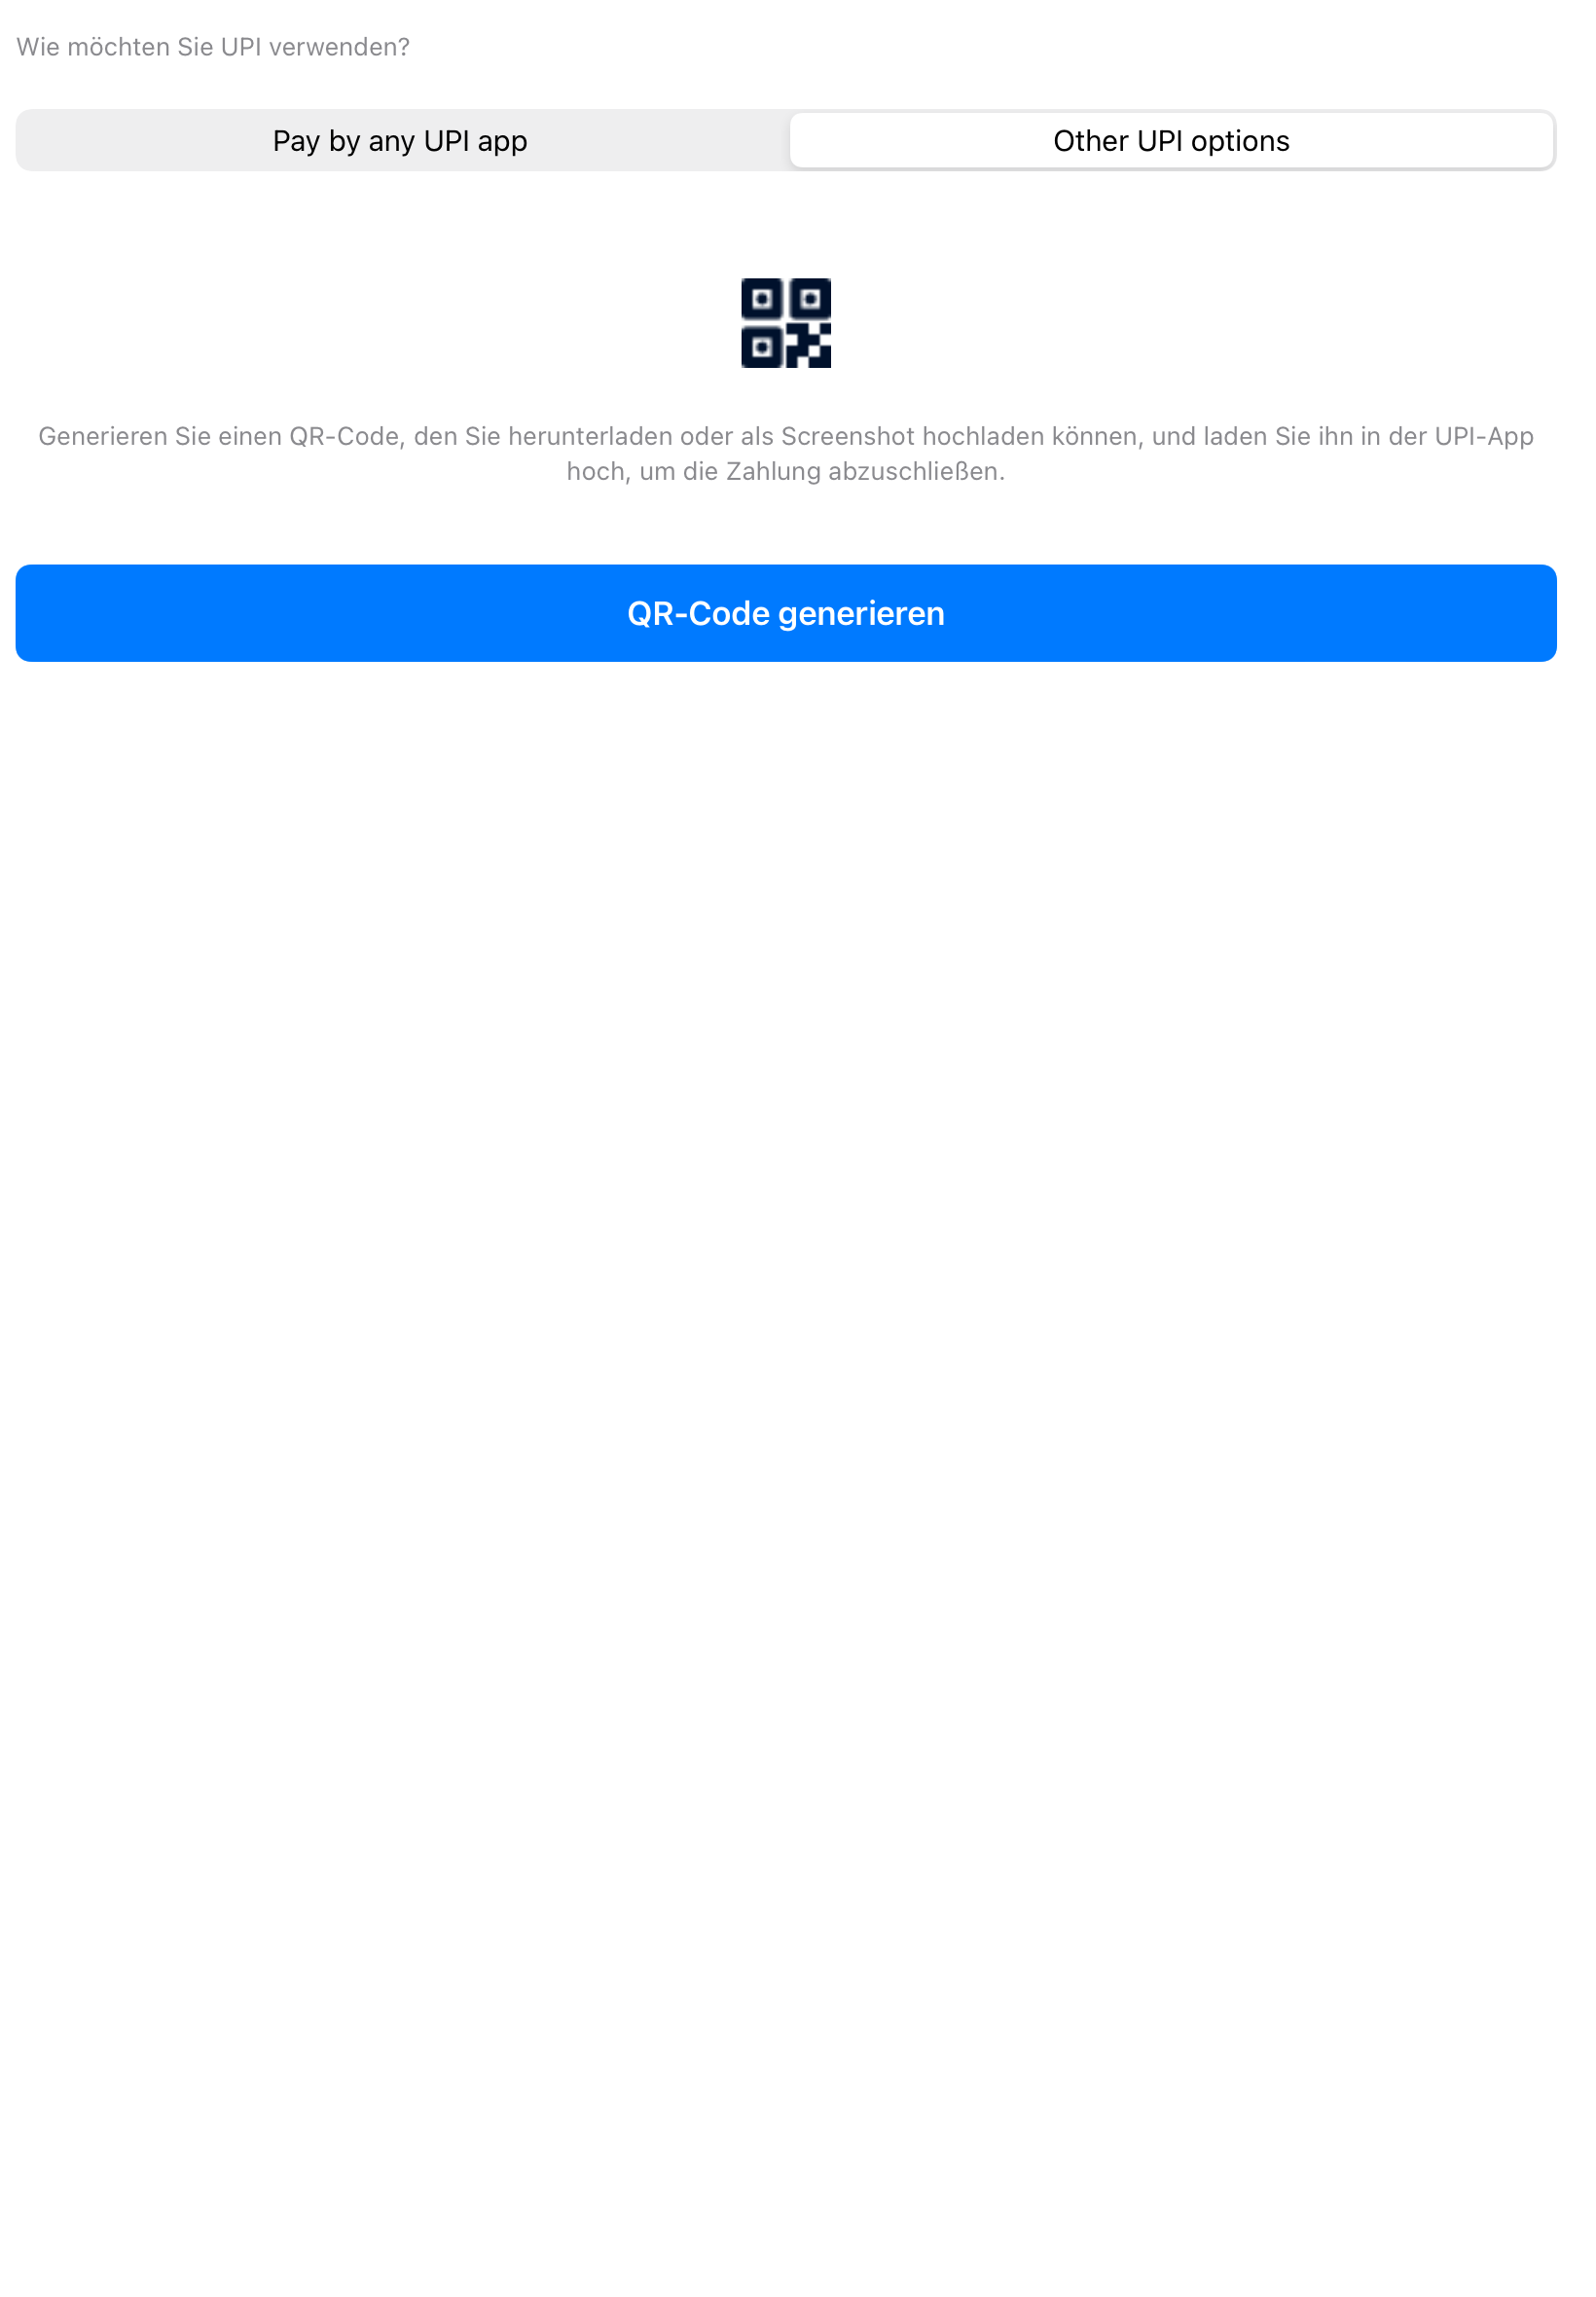 Wie möchten Sie UPI verwenden?
Pay by any UPI app
Other UPI options
Generieren Sie einen QR-Code, den Sie herunterladen oder als Screenshot hochladen können, und laden Sie ihn in der UPI-App
hoch, um die Zahlung abzuschließen.
QR-Code generieren